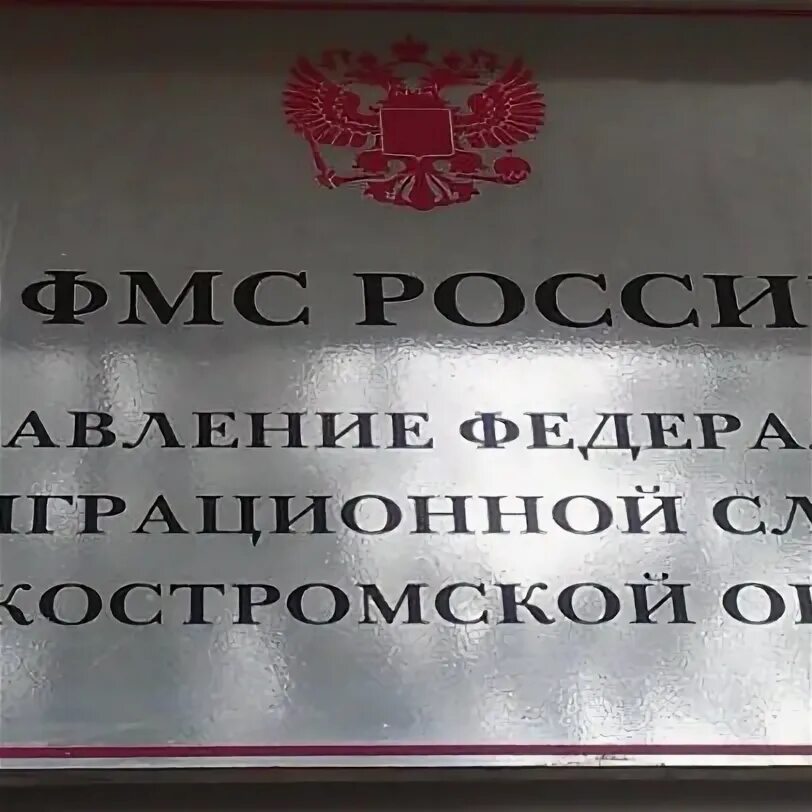 ФМС РОССИ
АВЛЕНИЕ ФЕДЕРА
ИГРАЦИОННОЙ СЛ
КОСТРОМСКОЙ О